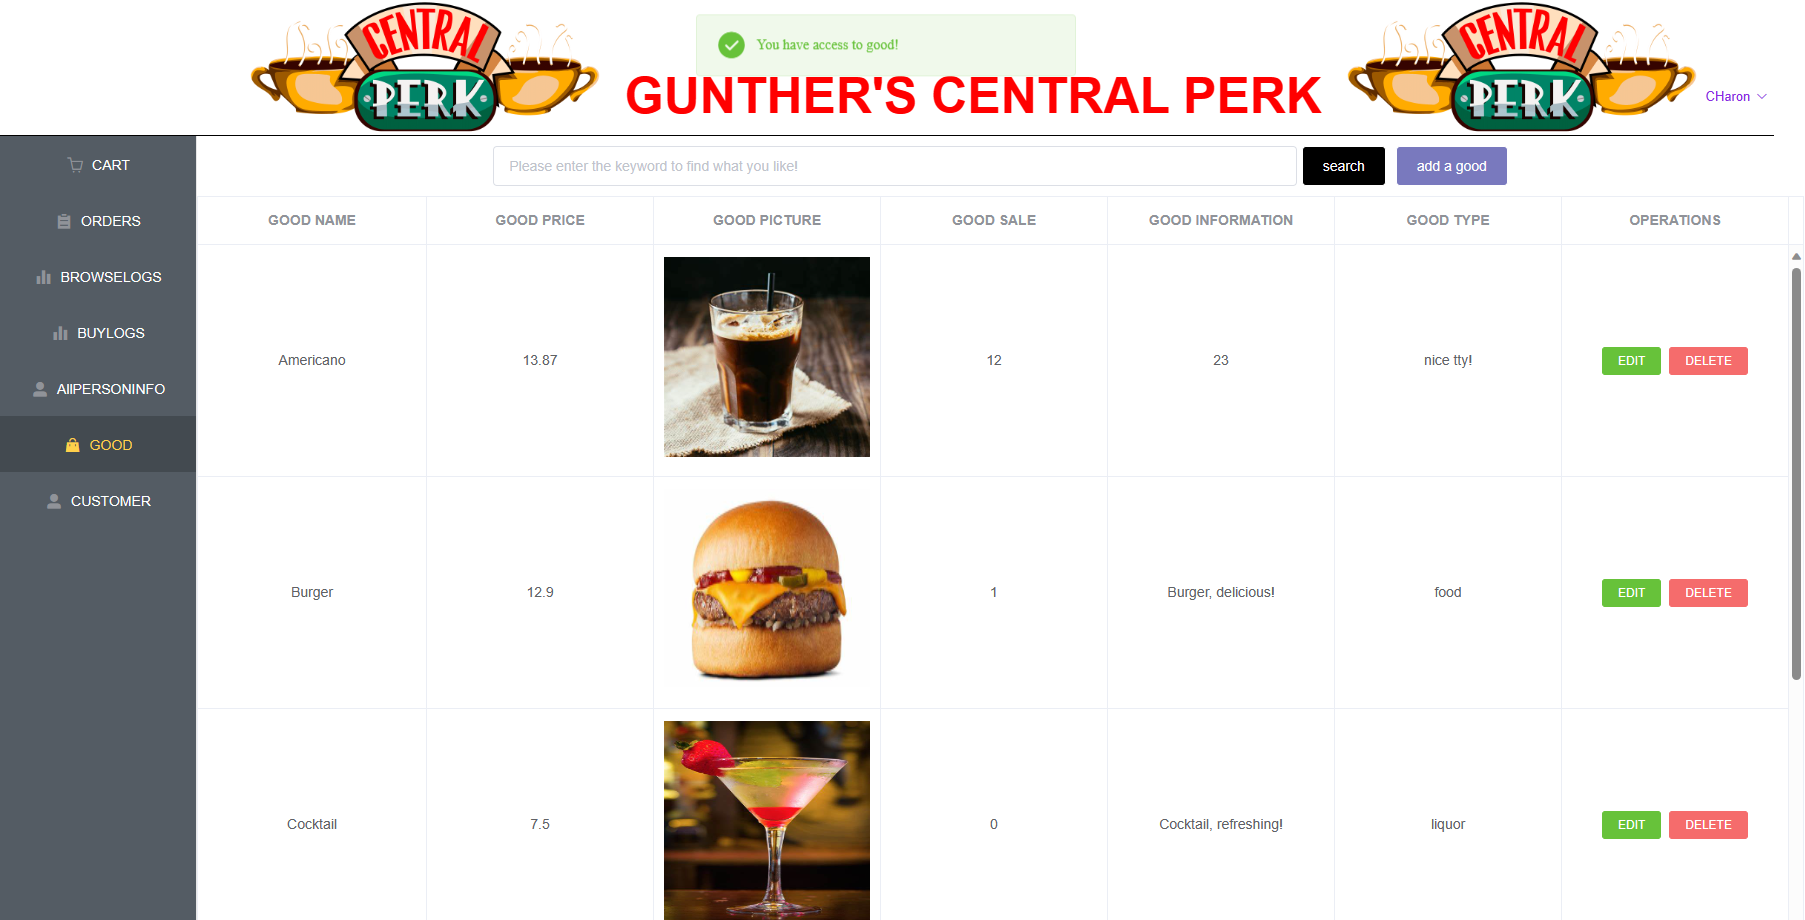 CENTRAL
PERK
You have access to good!
GUNTHER'S CENTRAL PERK
CENTRAL
PERK
CHaron
CART
ORDERS
BROWSELOGS
BUYLOGS
AllPERSONINFO
GOOD
CUSTOMER
Please enter the keyword to find what you like!
search
add a good
GOOD NAME GOOD PRICE GOOD PICTURE GOOD SALE GOOD INFORMATION GOOD TYPE OPERATIONS
Americano 13.87 12 23 nice tty! EDIT DELETE
Burger 12.9 1 Burger, delicious! food EDIT DELETE
Cocktail 7.5 0 Cocktail, refreshing! liquor EDIT DELETE